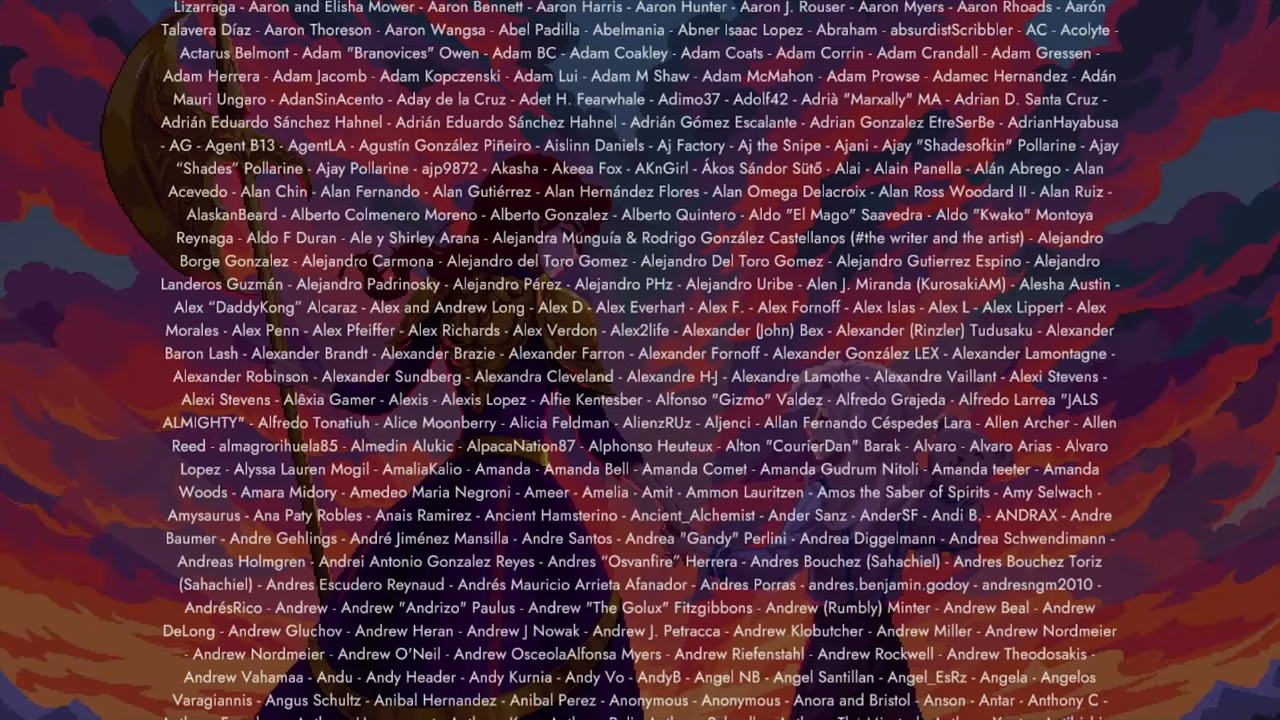 Lizarraga - Aaron and Elisha Mower - Aaron Bennett - Aaron Harris - Aaron Hunter - Aaron J. Rouser - Aaron Myers - Aaron Rhoads - Aarón
Talavera Díaz - Aaron Thoreson - Aaron Wangsa - Abel Padilla - Abelmania - Abner Isaac Lopez - Abraham - absurdistScribbler - AC - Acolyte -
Actarus Belmont - Adam "Branovices" Owen - Adam BC - Adam Coakley - Adam Coats - Adam Corrin - Adam Crandall - Adam Gressen -
Adam Herrera - Adam Jacomb - Adam Kopczenski - Adam Lui - Adam M Shaw - Adam McMahon - Adam Prowse - Adamec Hernandez - Adán
Mauri Ungaro - AdanSinAcento - Aday de la Cruz - Adet H. Fearwhale - Adimo37 - Adolf42 - Adrià "Marxally" MA - Adrian D. Santa Cruz -
Adrián Eduardo Sánchez Hahnel - Adrián Eduardo Sánchez Hahnel - Adrián Gómez Escalante - Adrian Gonzalez EtreSerBe - AdrianHayabusa
- AG - Agent B13 - AgentLA - Agustín González Piñeiro - Aislinn Daniels - Aj Factory - Aj the Snipe - Ajani - Ajay "Shadesofkin" Pollarine - Ajay
“Shades” Pollarine - Ajay Pollarine - ajp9872 - Akasha - Akeea Fox - AKnGirl - Ákos Sándor Sütő - Alai - Alain Panella - Alán Abrego - Alan
Acevedo - Alan Chin - Alan Fernando - Alan Gutiérrez - Alan Hernández Flores - Alan Omega Delacroix - Alan Ross Woodard II - Alan Ruiz -
AlaskanBeard - Alberto Colmenero Moreno - Alberto Gonzalez - Alberto Quintero - Aldo "El Mago" Saavedra - Aldo "Kwako" Montoya
Reynaga - Aldo F Duran - Ale y Shirley Arana - Alejandra Munguía & Rodrigo González Castellanos (#the writer and the artist) - Alejandro
Borge Gonzalez - Alejandro Carmona - Alejandro del Toro Gomez - Alejandro Del Toro Gomez - Alejandro Gutierrez Espino - Alejandro
Landeros Guzmán - Alejandro Padrinosky - Alejandro Pérez - Alejandro PHz - Alejandro Uribe - Alen J. Miranda (KurosakiAM) - Alesha Austin -
Alex “DaddyKong” Alcaraz - Alex and Andrew Long - Alex D - Alex Everhart - Alex F. - Alex Fornoff - Alex Islas - Alex L - Alex Lippert - Alex
Morales - Alex Penn - Alex Pfeiffer - Alex Richards - Alex Verdon - Alex2life - Alexander (John) Bex - Alexander (Rinzler) Tudusaku - Alexander
Baron Lash - Alexander Brandt - Alexander Brazie - Alexander Farron - Alexander Fornoff - Alexander González LEX - Alexander Lamontagne -
Alexander Robinson - Alexander Sundberg - Alexandra Cleveland - Alexandre H-J - Alexandre Lamothe - Alexandre Vaillant - Alexi Stevens -
Alexi Stevens - Alêxia Gamer - Alexis - Alexis Lopez - Alfie Kentesber - Alfonso "Gizmo" Valdez - Alfredo Grajeda - Alfredo Larrea "JALS
ALMIGHTY" - Alfredo Tonatiuh - Alice Moonberry - Alicia Feldman - AlienzRUz - Aljenci - Allan Fernando Céspedes Lara - Allen Archer - Allen
Reed - almagrorihuela85 - Almedin Alukic - AlpacaNation87 - Alphonso Heuteux - Alton "CourierDan" Barak - Alvaro - Alvaro Arias - Alvaro
Lopez - Alyssa Lauren Mogil - AmaliaKalio - Amanda - Amanda Bell - Amanda Comet - Amanda Gudrum Nitoli - Amanda teeter - Amanda
Woods - Amara Midory - Amedeo Maria Negroni - Ameer - Amelia - Amit - Ammon Lauritzen - Amos the Saber of Spirits - Amy Selwach -
Amysaurus - Ana Paty Robles - Anais Ramirez - Ancient Hamsterino - Ancient_Alchemist - Ander Sanz - AnderSF - Andi B. - ANDRAX - Andre
Baumer - Andre Gehlings - André Jiménez Mansilla - Andre Santos - Andrea "Gandy" Perlini - Andrea Diggelmann - Andrea Schwendimann -
Andreas Holmgren - Andrei Antonio Gonzalez Reyes - Andres “Osvanfire” Herrera - Andres Bouchez (Sahachiel) - Andres Bouchez Toriz
(Sahachiel) - Andres Escudero Reynaud - Andrés Mauricio Arrieta Afanador - Andres Porras - andres.benjamin.godoy - andresngm2010 -
AndrésRico - Andrew - Andrew "Andrizo" Paulus - Andrew "The Golux" Fitzgibbons - Andrew (Rumbly) Minter - Andrew Beal - Andrew
DeLong - Andrew Gluchov - Andrew Heran - Andrew J Nowak - Andrew J. Petracca - Andrew Klobutcher - Andrew Miller - Andrew Nordmeier
- Andrew Nordmeier - Andrew O'Neil - Andrew OsceolaAlfonsa Myers - Andrew Riefenstahl - Andrew Rockwell - Andrew Theodosakis -
Andrew Vahamaa - Andu - Andy Header - Andy Kurnia - Andy Vo - AndyB - Angel NB - Angel Santillan - Angel_EsRz - Angela - Angelos
Varagiannis - Angus Schultz - Anibal Hernandez - Anibal Perez - Anonymous - Anonymous - Anora and Bristol - Anson - Antar - Anthony C -